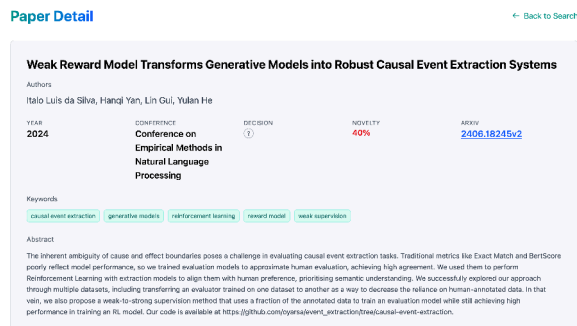 Paper Detail
← Back to Search
Weak Reward Model Transforms Generative Models into Robust Causal Event Extraction Systems
Authors
Italo Luis da Silva, Hanqi Yan, Lin Gui, Yulan He
YEAR
2024
CONFERENCE
Conference on
Empirical Methods in
Natural Language
Processing
DECISION
?
NOVELTY
40%
ARXIV
2406.18245v2
Keywords
causal event extraction
generative models
reinforcement learning
reward model
weak supervision
Abstract
The inherent ambiguity of cause and effect boundaries poses a challenge in evaluating causal event extraction tasks. Traditional metrics like Exact Match and BertScore
poorly reflect model performance, so we trained evaluation models to approximate human evaluation, achieving high agreement. We used them to perform
Reinforcement Learning with extraction models to align them with human preference, prioritising semantic understanding. We successfully explored our approach
through multiple datasets, including transferring an evaluator trained on one dataset to another as a way to decrease the reliance on human-annotated data. In that
vein, we also propose a weak-to-strong supervision method that uses a fraction of the annotated data to train an evaluation model while still achieving high
performance in training an RL model. Our code is available at https://github.com/oyarsa/event_extraction/tree/causal-event-extraction.